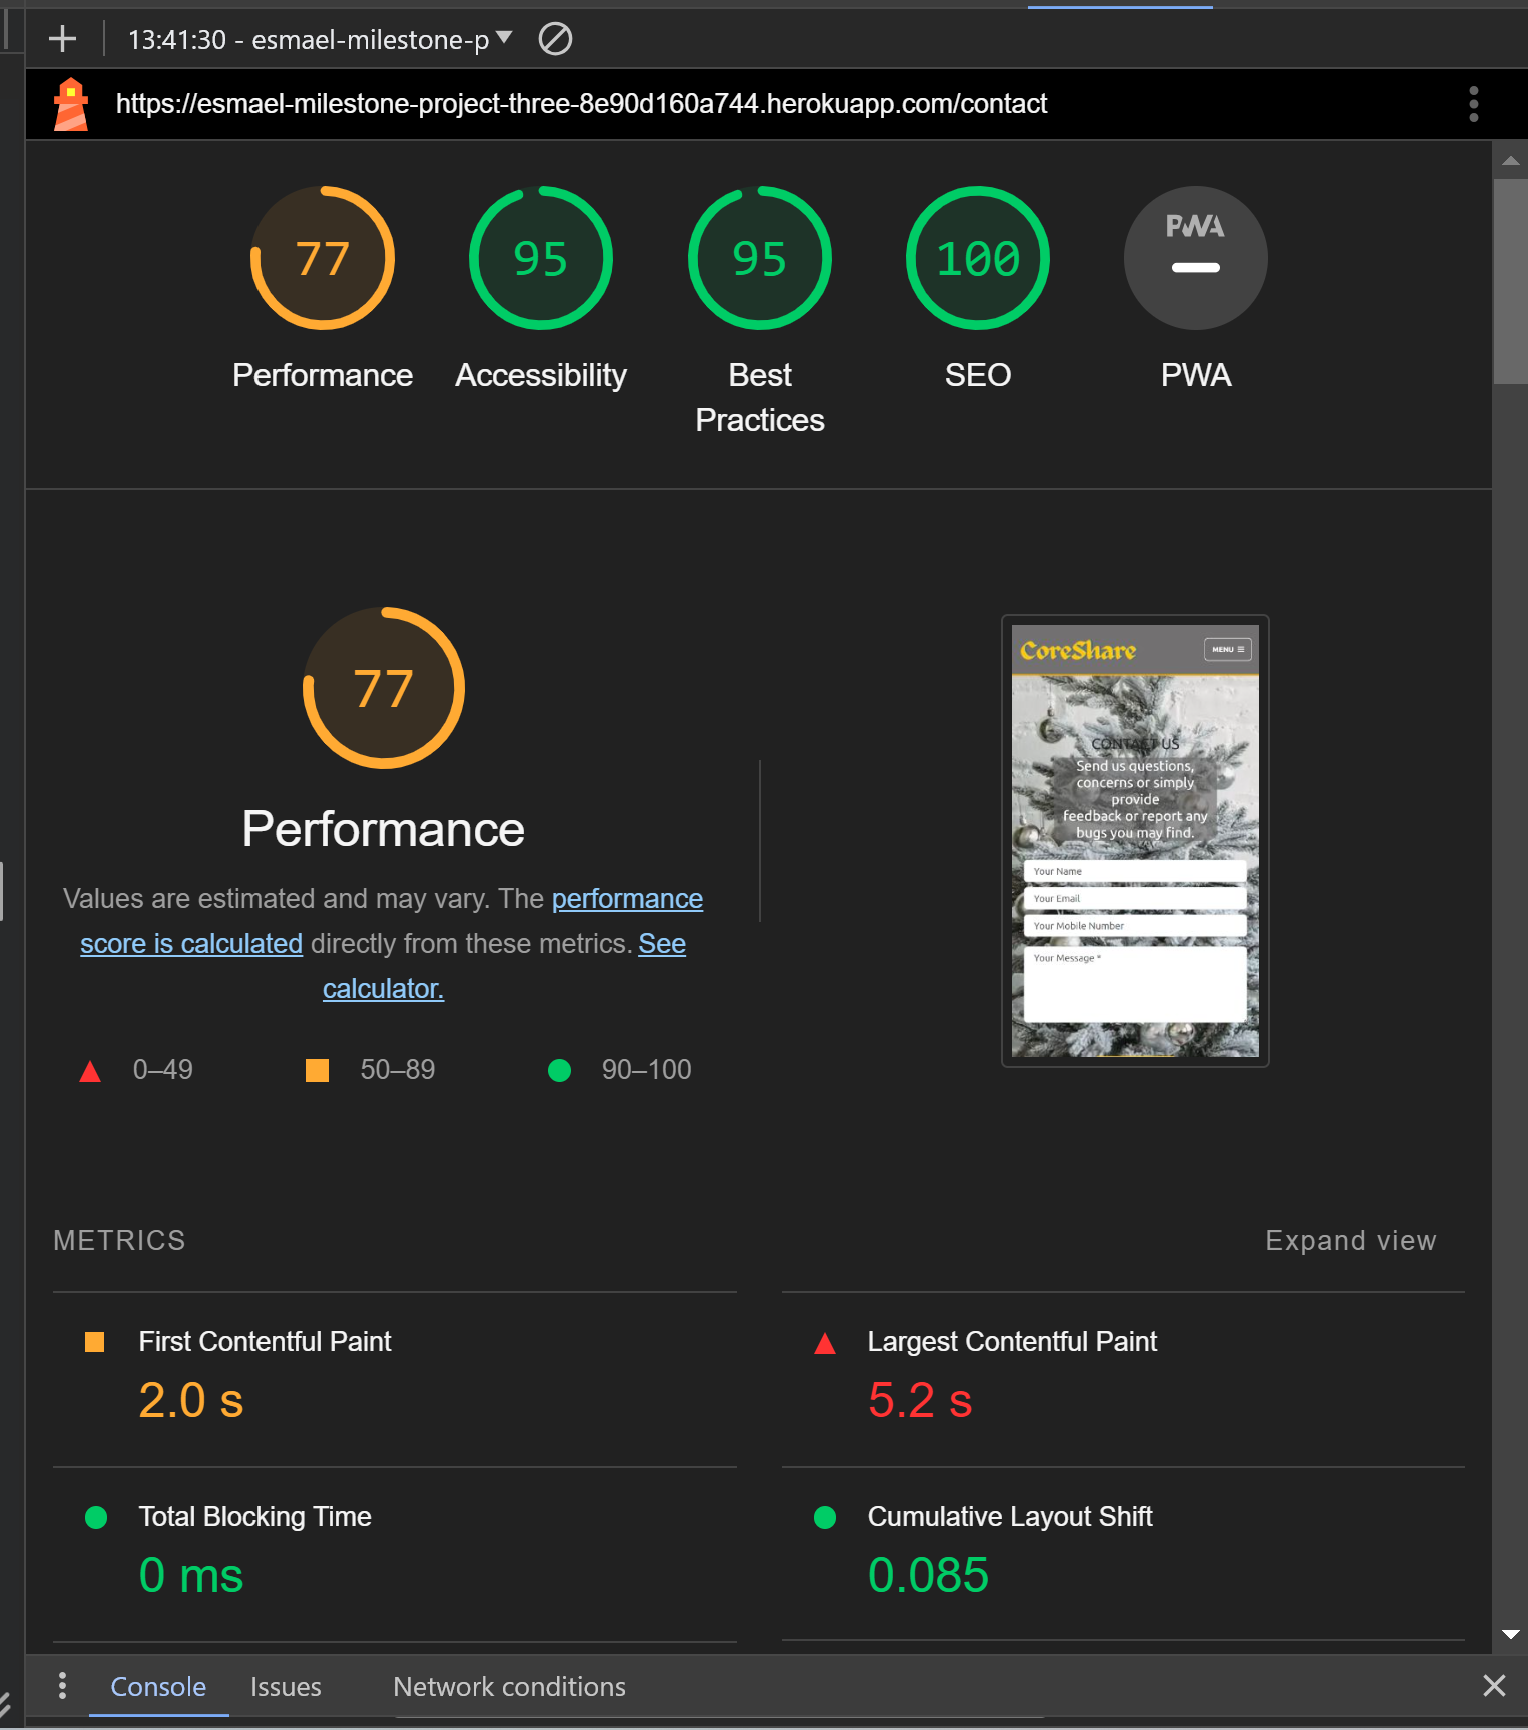 13:41:30 - esmael-milestone-p
https://esmael-milestone-project-three-8e90d160a744.herokuapp.com/contact
77
95
95
100
PWA
Performance
Accessibility
Best
Practices
SEO
PWA
77
Performance
Values are estimated and may vary. The performance
score is calculated directly from these metrics. See
calculator.
0–49
50–89
90–100
CoreShare
MENU
CONTACT US
Send us questions,
concerns or simply
provide
feedback or report any
bugs you may find.
Your Name
Your Email
Your Mobile Number
Your Message *
METRICS
Expand view
First Contentful Paint
2.0 s
Largest Contentful Paint
5.2 s
Total Blocking Time
0 ms
Cumulative Layout Shift
0.085
Console
Issues
Network conditions